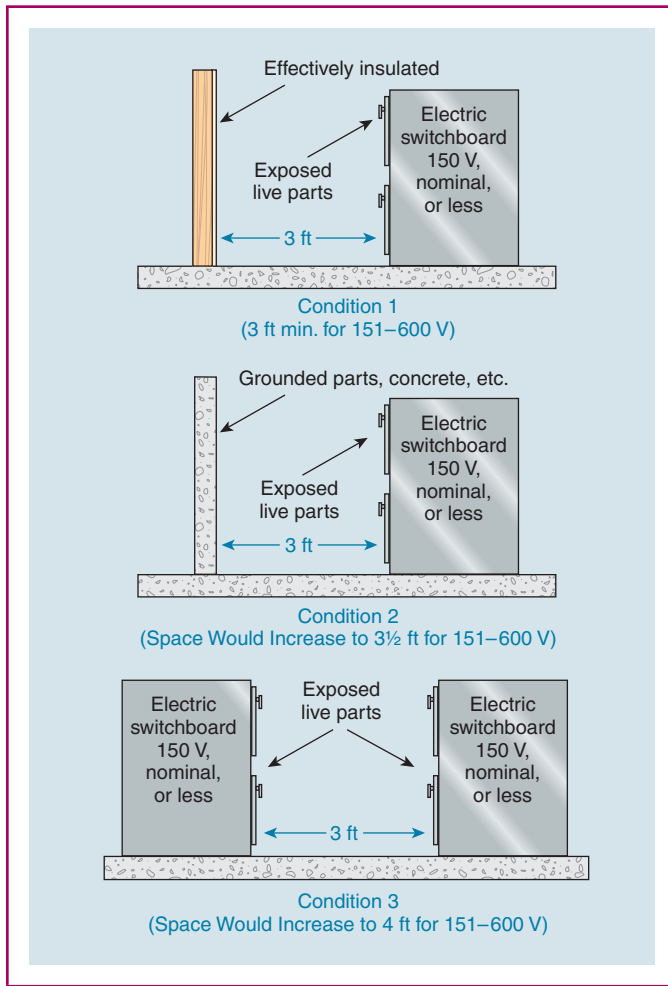 Effectively insulated
Exposed
live parts
Electric
switchboard
150 V,
nominal,
or less
3 ft
Condition 1
(3 ft min. for 151–600 V)
Grounded parts, concrete, etc.
Exposed
live parts
Electric
switchboard
150 V,
nominal,
or less
3 ft
Condition 2
(Space Would Increase to 3½ ft for 151–600 V)
Electric
switchboard
150 V,
nominal,
or less
Exposed
live parts
Electric
switchboard
150 V,
nominal,
or less
3 ft
Condition 3
(Space Would Increase to 4 ft for 151–600 V)